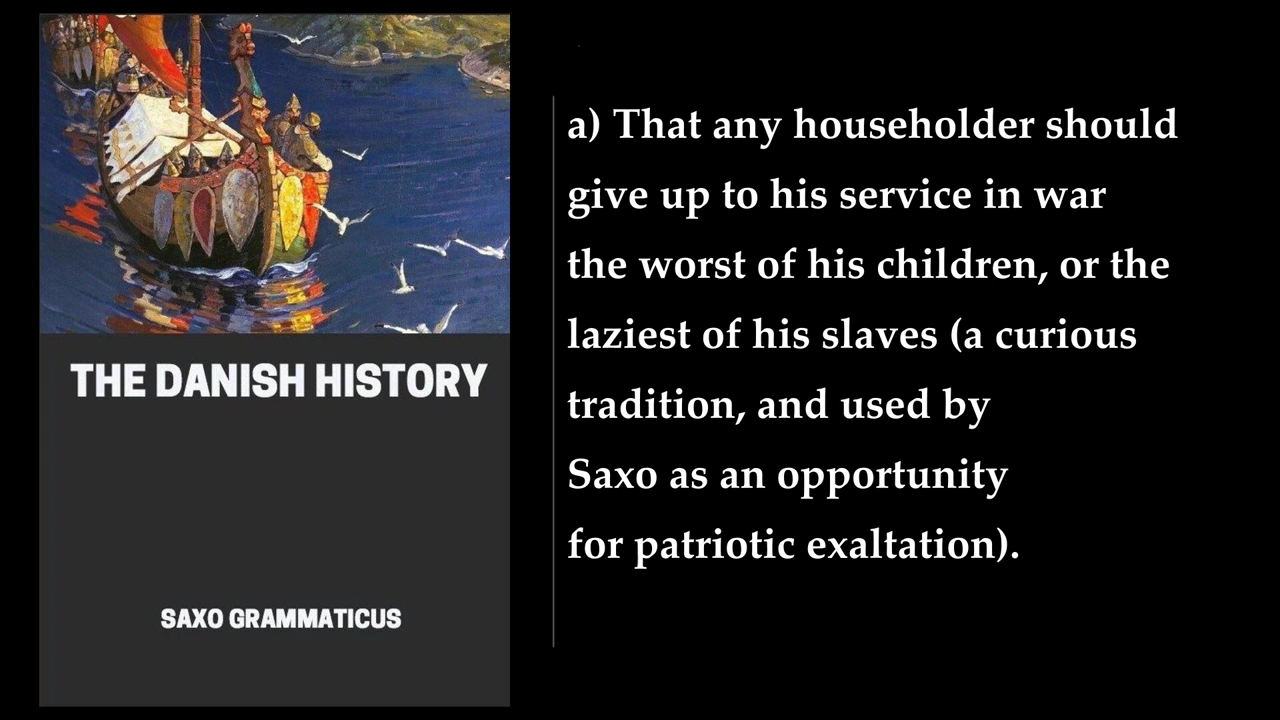 THE DANISH HISTORY
SAXO GRAMMATICUS
a) That any householder should
give up to his service in war
the worst of his children, or the
laziest of his slaves (a curious
tradition, and used by
Saxo as an opportunity
for patriotic exaltation).